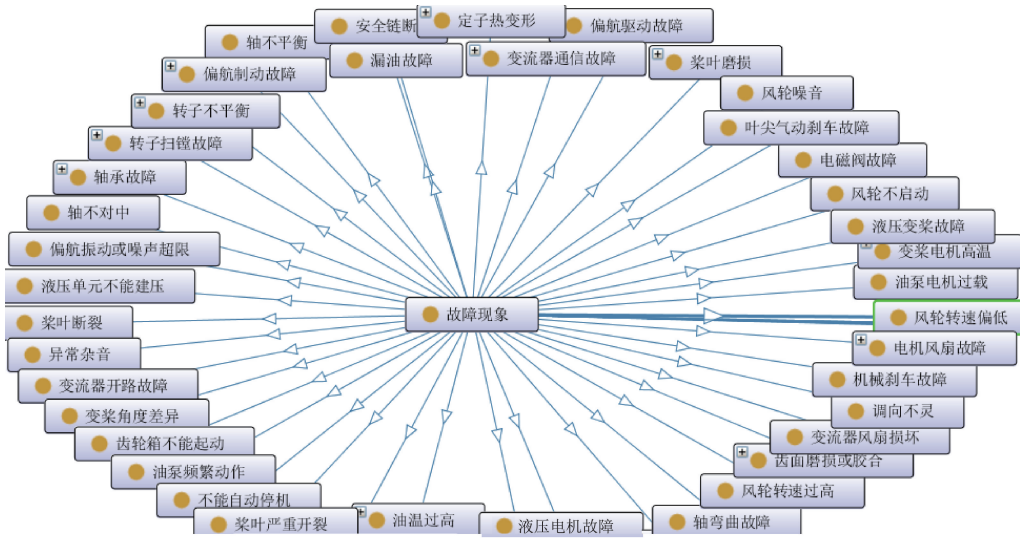 定子热变形
安全链断
偏航驱动故障
轴不平衡
漏油故障
变流器通信故障
桨叶磨损
偏航制动故障
风轮噪音
转子不平衡
叶尖气动刹车故障
转子扫镗故障
电磁阀故障
轴承故障
风轮不启动
轴不对中
液压变桨故障
偏航振动或噪声超限
变桨电机高温
油泵电机过载
液压单元不能建压
故障现象
风轮转速偏低
桨叶断裂
电机风扇故障
异常杂音
机械刹车故障
变流器开路故障
调向不灵
变桨角度差异
变流器风扇损坏
齿轮箱不能起动
齿面磨损或胶合
油泵频繁动作
风轮转速过高
不能自动停机
桨叶严重开裂
油温过高
液压电机故障
轴弯曲故障